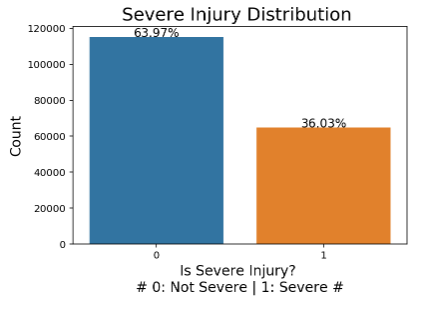 Severe Injury Distribution
120000
100000
80000
60000
40000
20000
0
Count
63.97%
36.03%
0
1
Is Severe Injury?
# 0: Not Severe | 1: Severe #